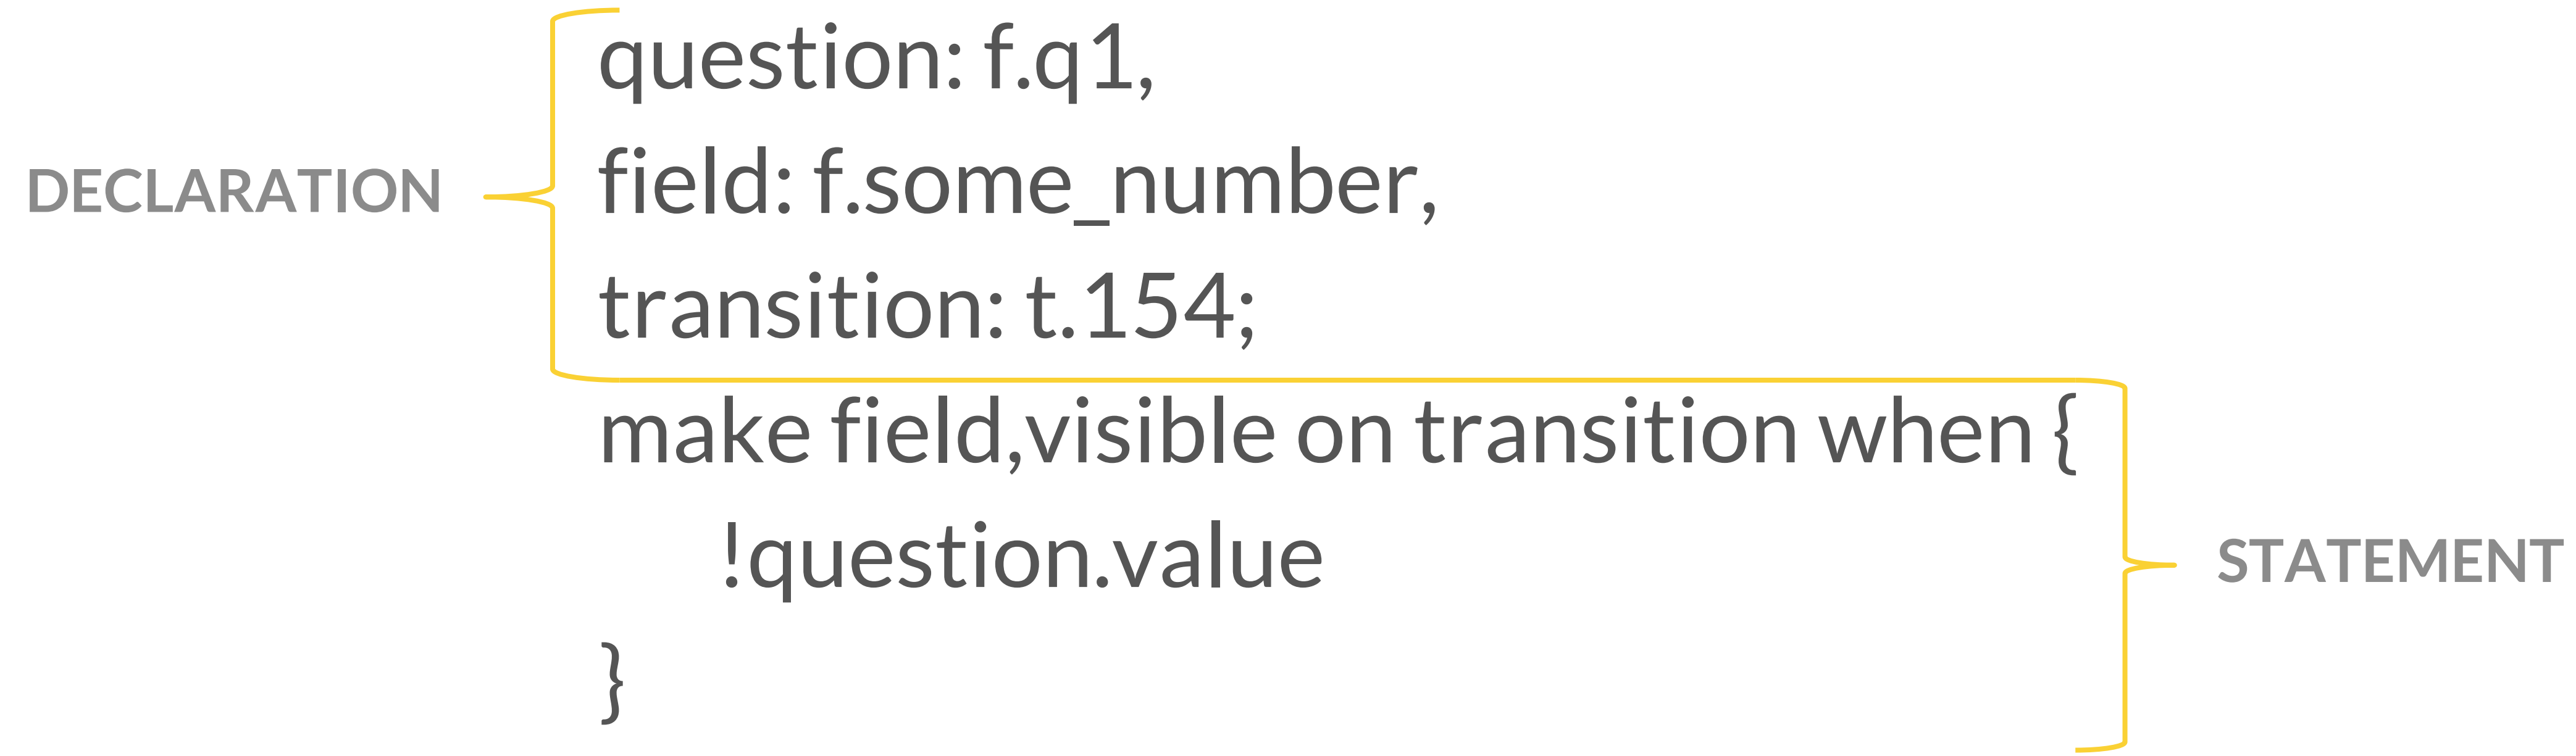 question: f.q1,
field: f.some_number,
DECLARATION
transition: t.154;
make field,visible on transition when {
!question.value
STATEMENT
}